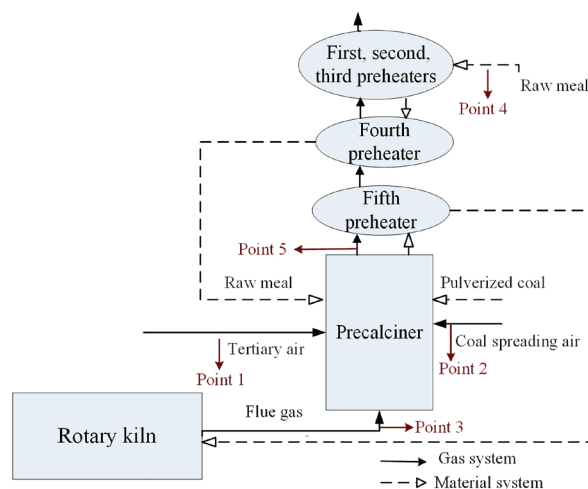 First, second,
third preheaters
Raw meal
Point 4
Fourth
preheater
Fifth
preheater
Point 5
Raw meal
Pulverized coal
Precalciner
Tertiary air
Coal spreading air
Point 1
Point 2
Flue gas
Point 3
Rotary kiln
Gas system
Material system